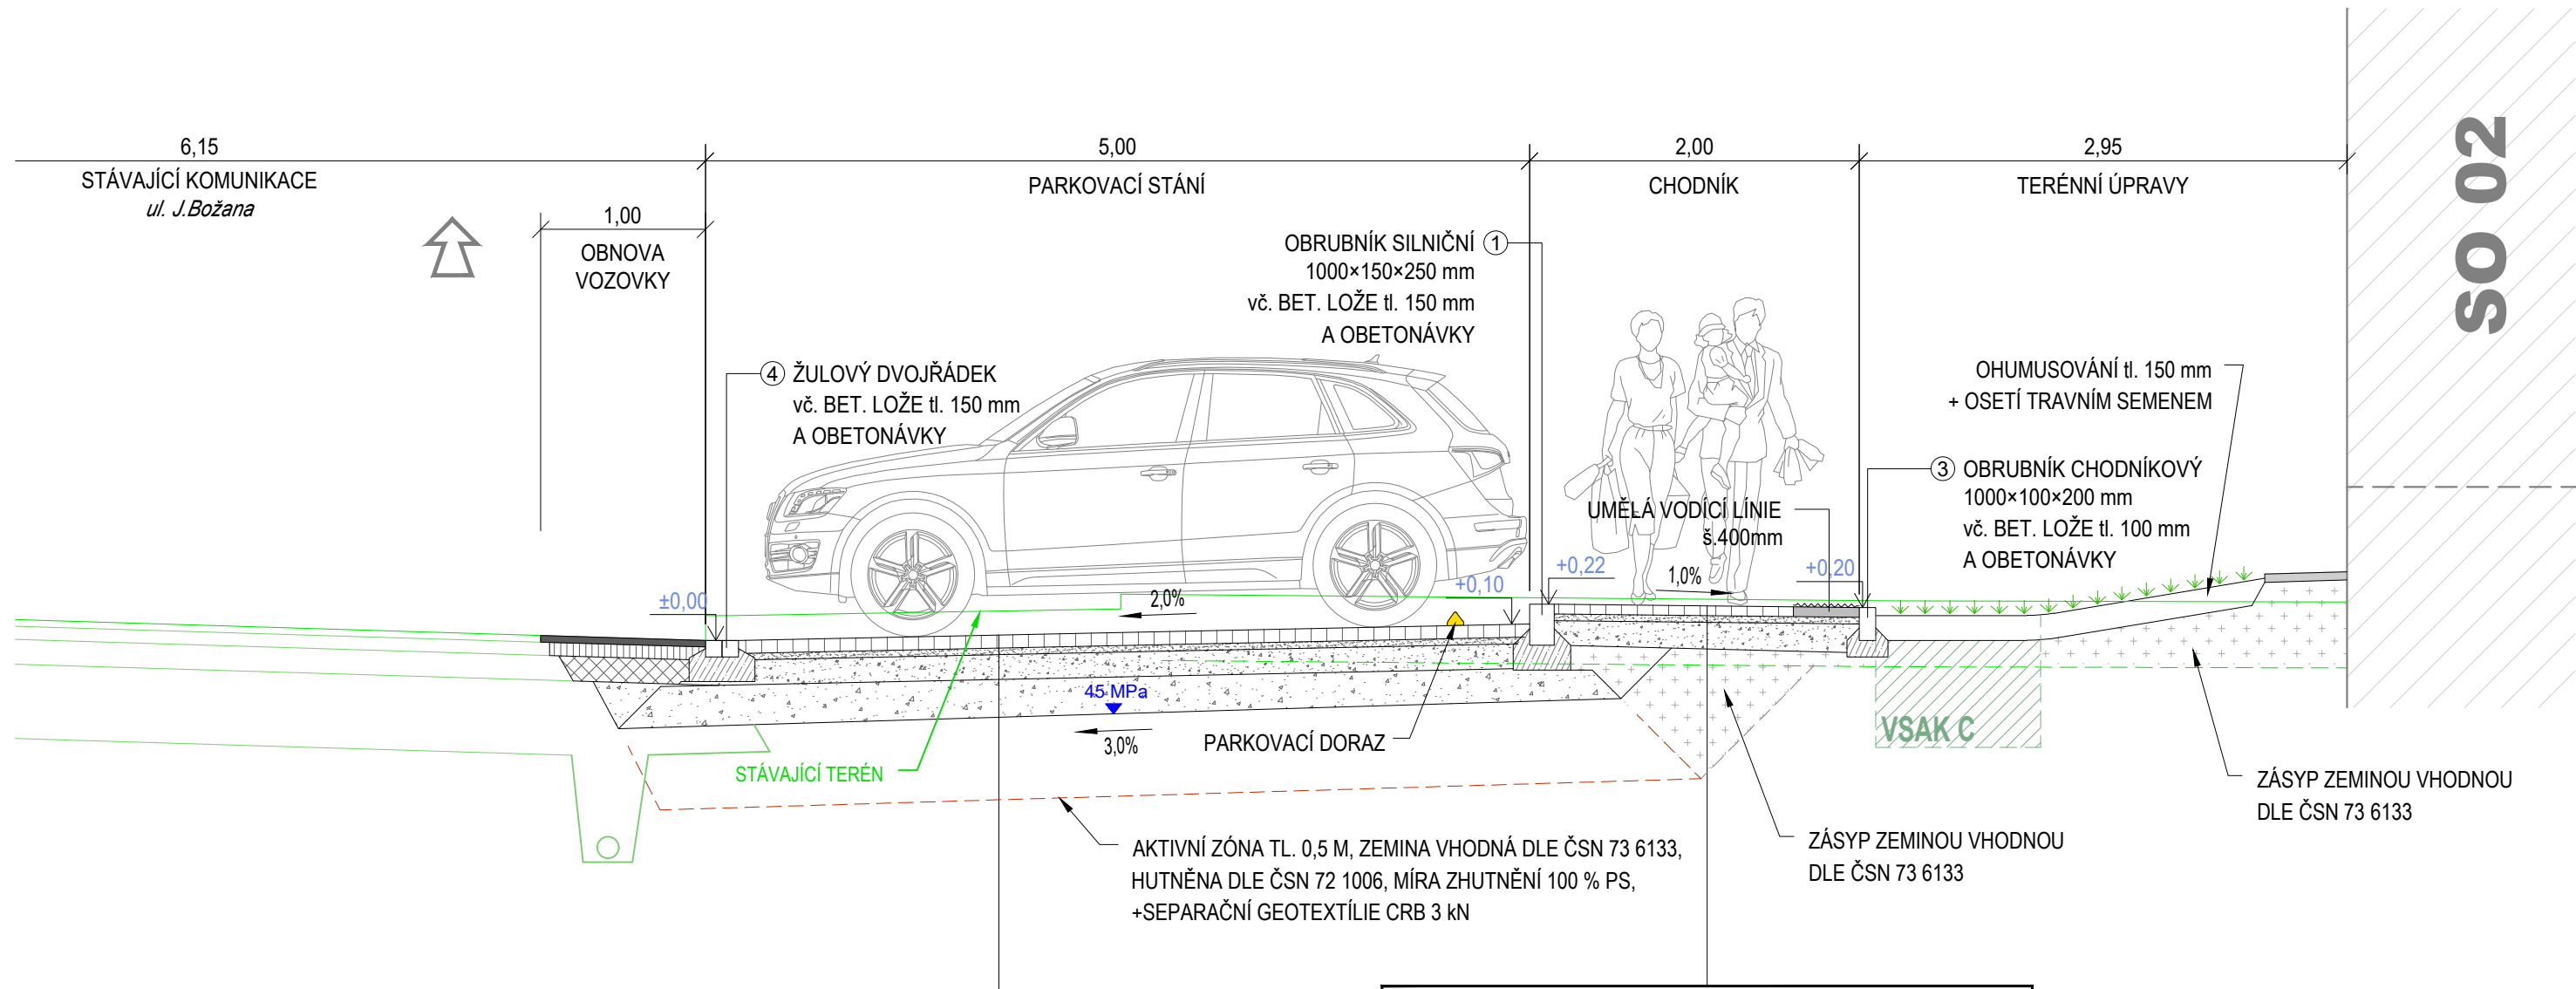 6,15
5,00
2,00
2,95
STÁVAJÍCÍ KOMUNIKACE
ul. J.Božana
PARKOVACÍ STÁNÍ
CHODNÍK
TERÉNNÍ ÚPRAVY
SO 02
1,00
OBNOVA
VOZOVKY
OBRUBNÍK SILNIČNÍ 1
1000×150×250 mm
vč. BET. LOŽE tl. 150 mm
A OBETONÁVKY
4 ŽULOVÝ DVOJŘÁDEK
vč. BET. LOŽE tl. 150 mm
A OBETONÁVKY
OHUMUSOVÁNÍ tl. 150 mm
+ OSETÍ TRAVNÍM SEMENEM
3 OBRUBNÍK CHODNÍKOVÝ
1000×100×200 mm
vč. BET. LOŽE tl. 100 mm
A OBETONÁVKY
UMĚLÁ VODÍCÍ LÍNIE
š.400mm
±0,00
2,0%
+0,10
+0,22
1,0%
+0,20
45 MPa
3,0%
PARKOVACÍ DORAZ
STÁVAJÍCÍ TERÉN
VSAK C
AKTIVNÍ ZÓNA TL. 0,5 M, ZEMINA VHODNÁ DLE ČSN 73 6133,
HUTNĚNA DLE ČSN 72 1006, MÍRA ZHUTNĚNÍ 100 % PS,
+SEPARAČNÍ GEOTEXTÍLIE CRB 3 kN
ZÁSYP ZEMINOU VHODNOU
DLE ČSN 73 6133
ZÁSYP ZEMINOU VHODNOU
DLE ČSN 73 6133